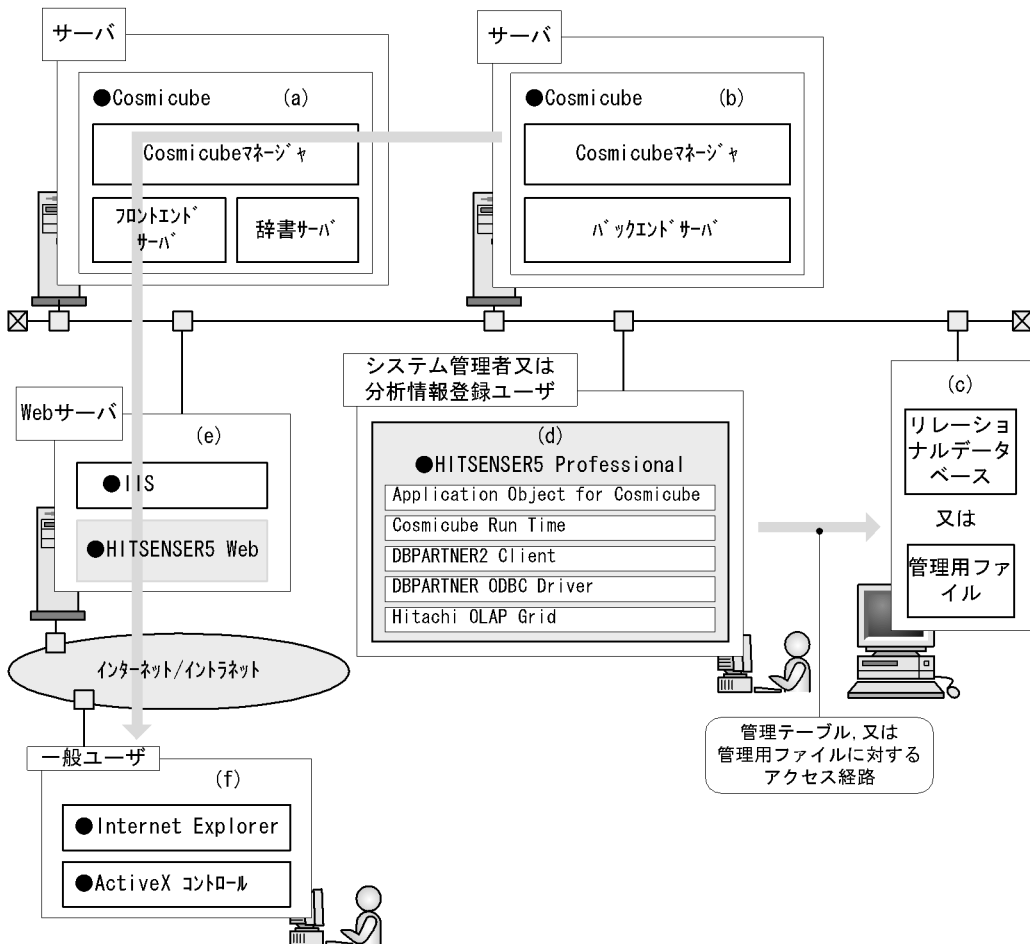 サーバ
●Cosmicube (a)
Cosmicubeﾏﾈｰｼﾞｬ
ﾌﾛﾝﾄｴﾝﾄﾞ
ｻｰﾊﾞ
辞書ｻｰﾊﾞ
サーバ
●Cosmicube (b)
Cosmicubeﾏﾈｰｼﾞｬ
ﾊﾞｯｸｴﾝﾄﾞｻｰﾊﾞ
Webサーバ
(e)
●IIS
●HITSENSER5 Web
インターネット/イントラネット
一般ユーザ
(f)
●Internet Explorer
●ActiveX ｺﾝﾄﾛｰﾙ
システム管理者又は
分析情報登録ユーザ
(d)
●HITSENSER5 Professional
Application Object for Cosmicube
Cosmicube Run Time
DBPARTNER2 Client
DBPARTNER ODBC Driver
Hitachi OLAP Grid
(c)
リレーショ
ナルデータ
ベース
又は
管理用ファ
イル
管理テーブル,又は
管理用ファイルに対する
アクセス経路